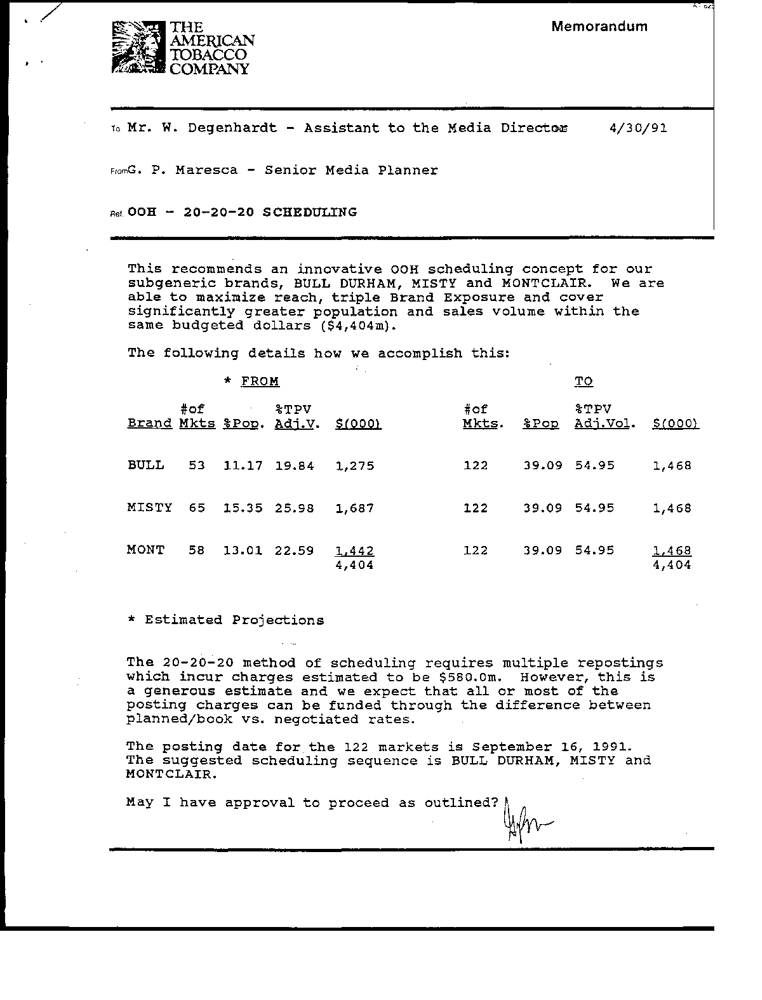 THE
AMERICAN
TOBACCO
COMPANY
Memorandum
To Mr. W. Degenhardt - Assistant to the Media Director 4/30/91
From G. P. Maresca - Senior Media Planner
Ref. OOH - 20-20-20 SCHEDULING
This recommends an innovative OOH scheduling concept for our
subgeneric brands, BULL DURHAM, MISTY and MONTCLAIR. We are
able to maximize reach, triple Brand Exposure and cover
significantly greater population and sales volume within the
same budgeted dollars ($4,404m).
The following details how we accomplish this:
* FROM TO
#of %TPV #of %TPV
Brand Mkts %Pop. Adj.V. $(000) Mkts. %Pop Adj.Vol. $(000)
BULL 53 11.17 19.84 1,275 122 39.09 54.95 1,468
MISTY 65 15.35 25.98 1,687 122 39.09 54.95 1,468
MONT 58 13.01 22.59 1,442 122 39.09 54.95 1,468
4,404 4,404
* Estimated Projections
The 20-20-20 method of scheduling requires multiple repostings
which incur charges estimated to be $580.0m. However, this is
a generous estimate and we expect that all or most of the
posting charges can be funded through the difference between
planned/book vs. negotiated rates.
The posting date for the 122 markets is September 16, 1991.
The suggested scheduling sequence is BULL DURHAM, MISTY and
MONTCLAIR.
May I have approval to proceed as outlined?